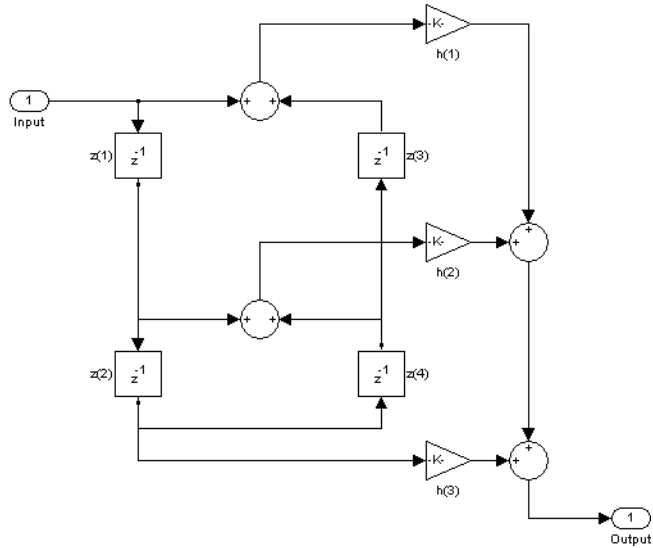 -K-
h(1)
1
Input
+ +
z(1)
z^-1
z^-1
z(3)
+
-K-
+
h(2)
+ +
z(2)
z^-1
z^-1
z(4)
+
-K-
+
h(3)
1
Output